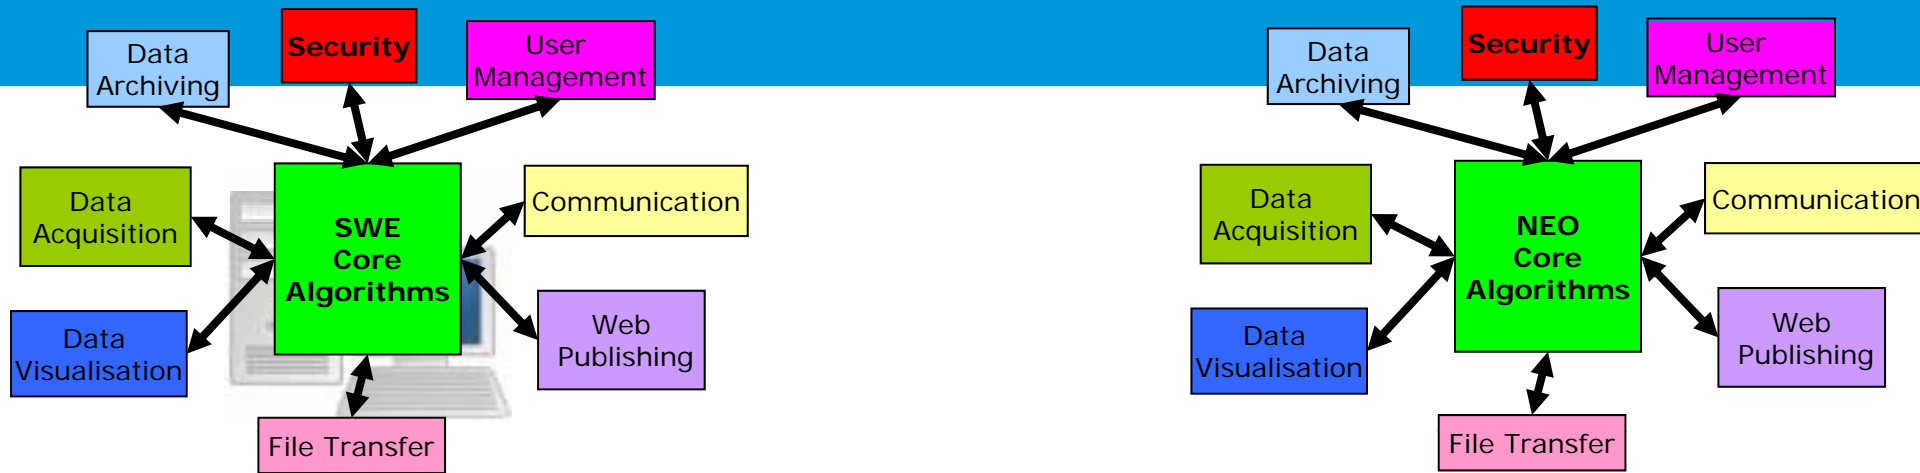 Data
Archiving
Security
User
Management
Data
Acquisition
SWE
Core
Algorithms
Communication
Data
Visualisation
Web
Publishing
File Transfer
Data
Archiving
Security
User
Management
Data
Acquisition
NEO
Core
Algorithms
Communication
Data
Visualisation
Web
Publishing
File Transfer